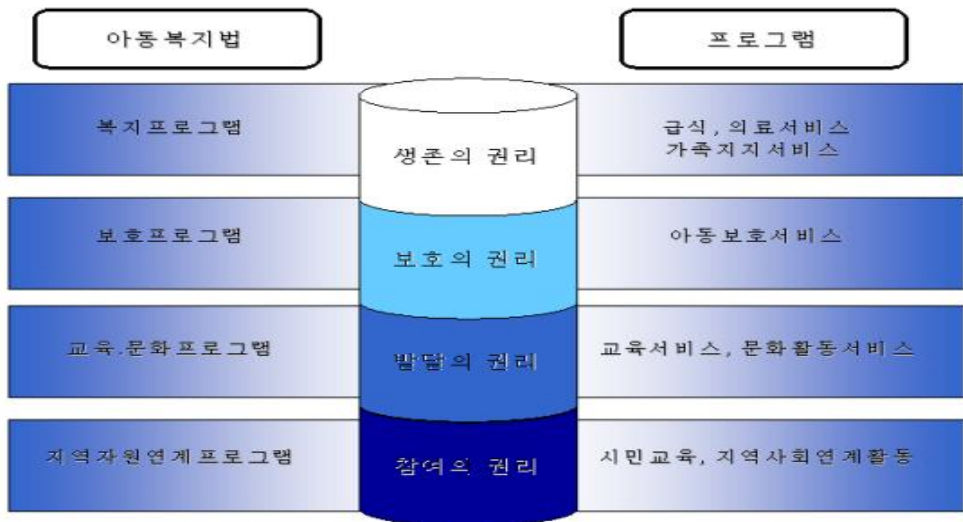 아동복지법
프로그램
복지프로그램
생존의 권리
급식, 의료서비스
가족지지서비스
보호프로그램
보호의 권리
아동보호서비스
교육.문화프로그램
발달의 권리
교육서비스, 문화활동서비스
지역자원연계프로그램
참여의 권리
시민교육, 지역사회연계활동